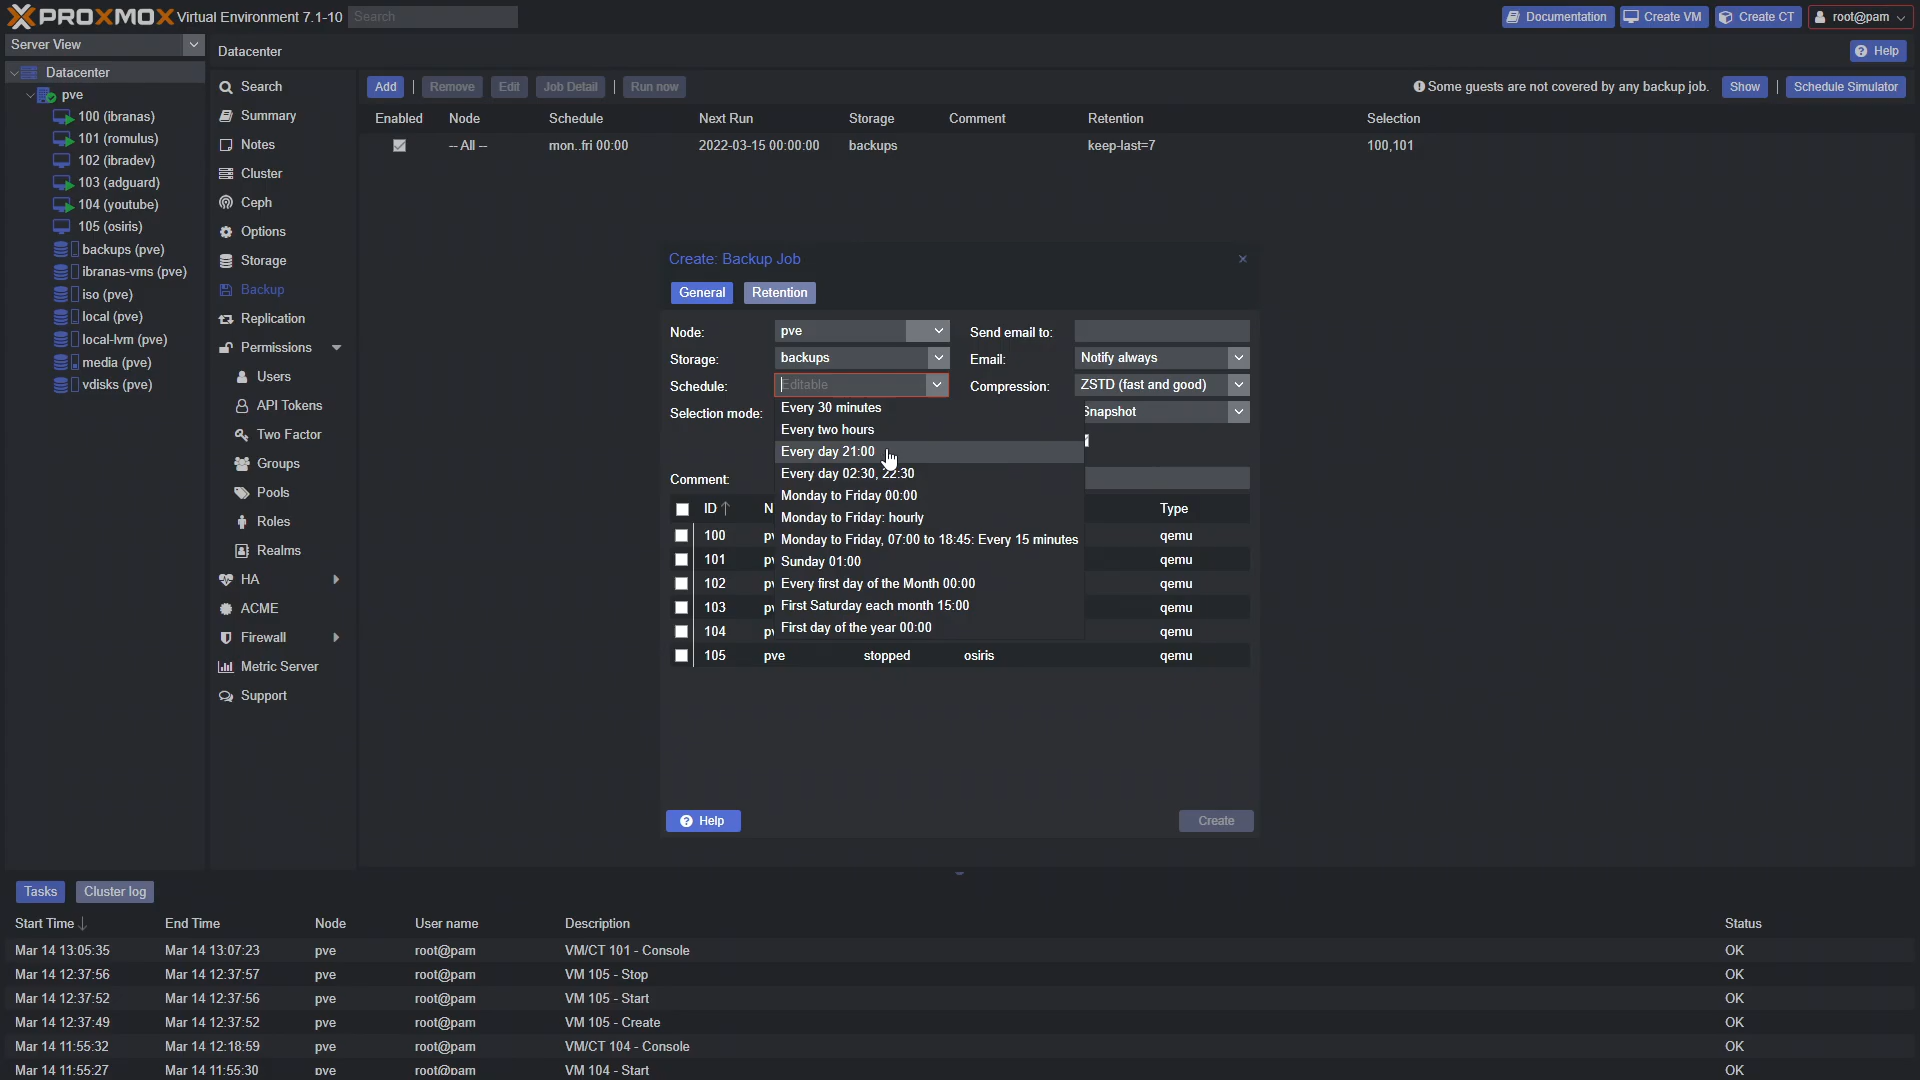 PROXMOX Virtual Environment 7.1-10 Search Documentation Create VM Create CT root@pam
Server View
Datacenter
Help
Datacenter
pve
100 (ibranas)
101 (romulus)
102 (ibradev)
103 (adguard)
104 (youtube)
105 (osiris)
backups (pve)
ibranas-vms (pve)
iso (pve)
local (pve)
local-lvm (pve)
media (pve)
vdisks (pve)
Search
Summary
Notes
Cluster
Ceph
Options
Storage
Backup
Replication
Permissions
Users
API Tokens
Two Factor
Groups
Pools
Roles
Realms
HA
ACME
Firewall
Metric Server
Support
Add Remove Edit Job Detail Run now Some guests are not covered by any backup job. Show Schedule Simulator
Enabled Node Schedule Next Run Storage Comment Retention Selection
-- All -- mon..fri 00:00 2022-03-15 00:00:00 backups keep-last=7 100,101
Create: Backup Job
General Retention
Node: pve Send email to:
Storage: backups Email: Notify always
Schedule: Editable Compression: ZSTD (fast and good)
Selection mode: Snapshot
Every 30 minutes
Every two hours
Every day 21:00
Every day 02:30, 22:30
Monday to Friday 00:00
Monday to Friday: hourly
Monday to Friday, 07:00 to 18:45: Every 15 minutes
Sunday 01:00
Every first day of the Month 00:00
First Saturday each month 15:00
First day of the year 00:00
Comment:
ID N Type
100 pv qemu
101 pv qemu
102 pv qemu
103 pv qemu
104 pv qemu
105 pve stopped osiris qemu
Help Create
Tasks Cluster log
Start Time End Time Node User name Description Status
Mar 14 13:05:35 Mar 14 13:07:23 pve root@pam VM/CT 101 - Console OK
Mar 14 12:37:56 Mar 14 12:37:57 pve root@pam VM 105 - Stop OK
Mar 14 12:37:52 Mar 14 12:37:56 pve root@pam VM 105 - Start OK
Mar 14 12:37:49 Mar 14 12:37:52 pve root@pam VM 105 - Create OK
Mar 14 11:55:32 Mar 14 12:18:59 pve root@pam VM/CT 104 - Console OK
Mar 14 11:55:27 Mar 14 11:55:30 pve root@pam VM 104 - Start OK